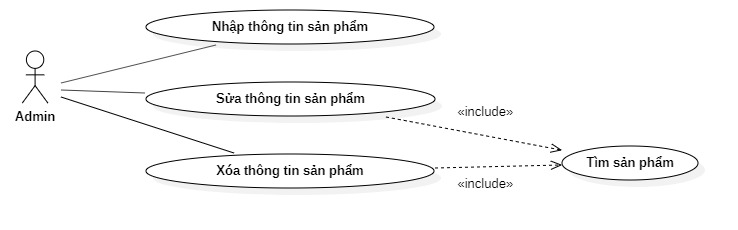 Nhập thông tin sản phẩm
Admin
Sửa thông tin sản phẩm
«include»
Tìm sản phẩm
Xóa thông tin sản phẩm
«include»